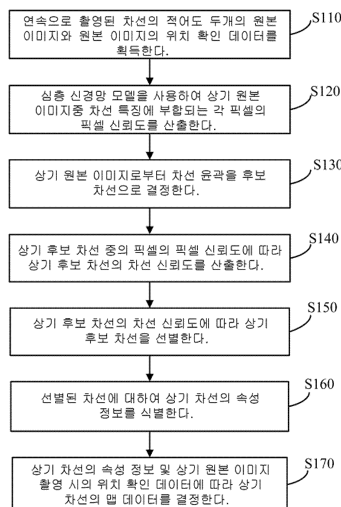 S110
연속으로 촬영된 차선의 적어도 두개의 원본
이미지와 원본 이미지의 위치 확인 데이터를
획득한다.
S120
심층 신경망 모델을 사용하여 상기 원본
이미지중 차선 특징에 부합되는 각 픽셀의
픽셀 신뢰도를 산출한다.
S130
상기 원본 이미지로부터 차선 윤곽을 후보
차선으로 결정한다.
S140
상기 후보 차선 중의 픽셀의 픽셀 신뢰도에 따라
상기 후보 차선의 차선 신뢰도를 산출한다.
S150
상기 후보 차선의 차선 신뢰도에 따라 상기
후보 차선을 선별한다.
S160
선별된 차선에 대하여 상기 차선의 속성
정보를 식별한다.
S170
상기 차선의 속성 정보 및 상기 원본 이미지
촬영 시의 위치 확인 데이터에 따라 상기
차선의 맵 데이터를 결정한다.